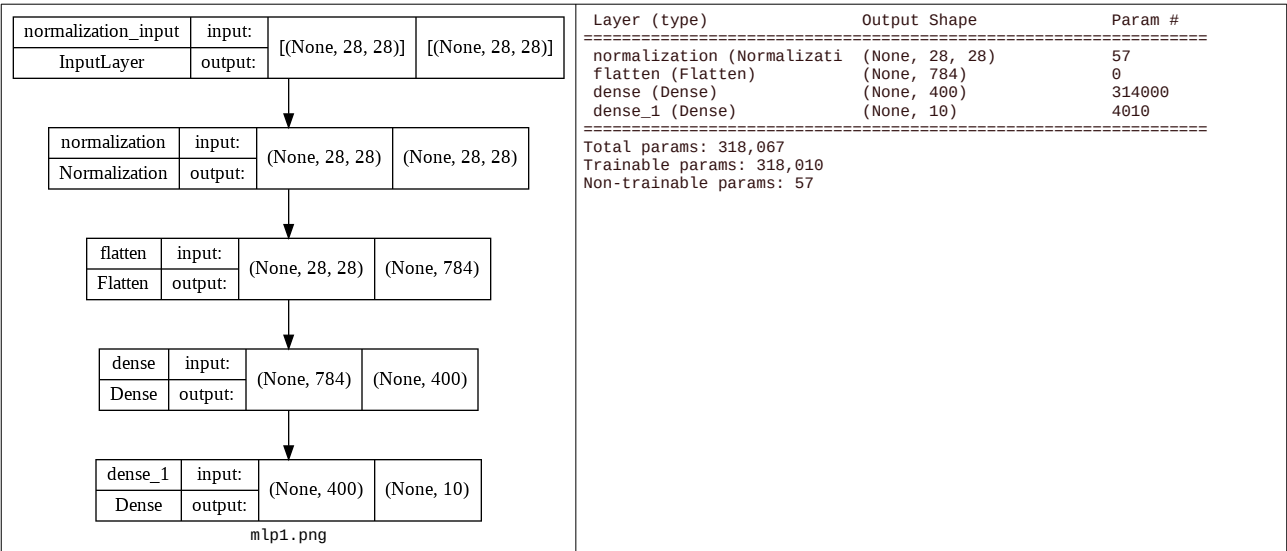 normalization_input input: [(None, 28, 28)] [(None, 28, 28)]
InputLayer output:
normalization input: (None, 28, 28) (None, 28, 28)
Normalization output:
flatten input: (None, 28, 28) (None, 784)
Flatten output:
dense input: (None, 784) (None, 400)
Dense output:
dense_1 input: (None, 400) (None, 10)
Dense output:
mlp1.png
Layer (type) Output Shape Param #
=================================================================
normalization (Normalizati (None, 28, 28) 57
flatten (Flatten) (None, 784) 0
dense (Dense) (None, 400) 314000
dense_1 (Dense) (None, 10) 4010
=================================================================
Total params: 318,067
Trainable params: 318,010
Non-trainable params: 57